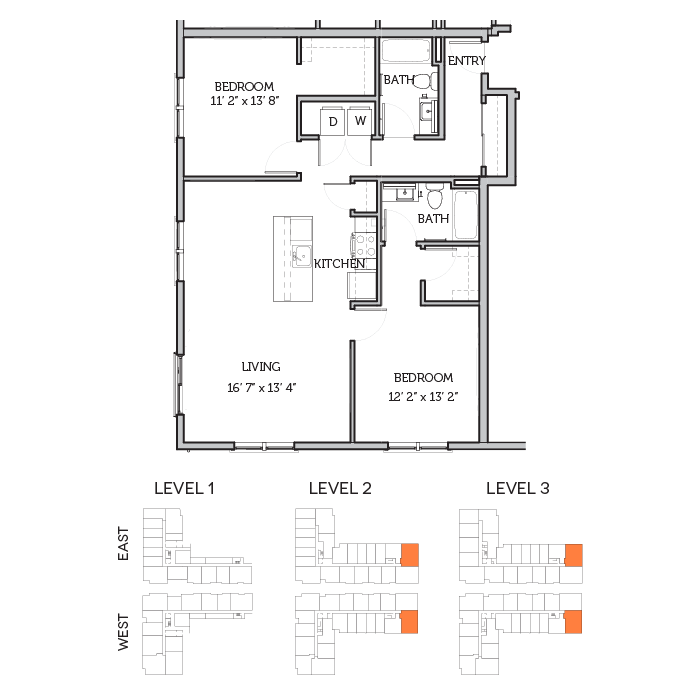 ENTRY
BATH
BEDROOM
11' 2" x 13' 8"
D
W
BATH
KITCHEN
LIVING
16' 7" x 13' 4"
BEDROOM
12' 2" x 13' 2"
LEVEL 1
LEVEL 2
LEVEL 3
EAST
WEST